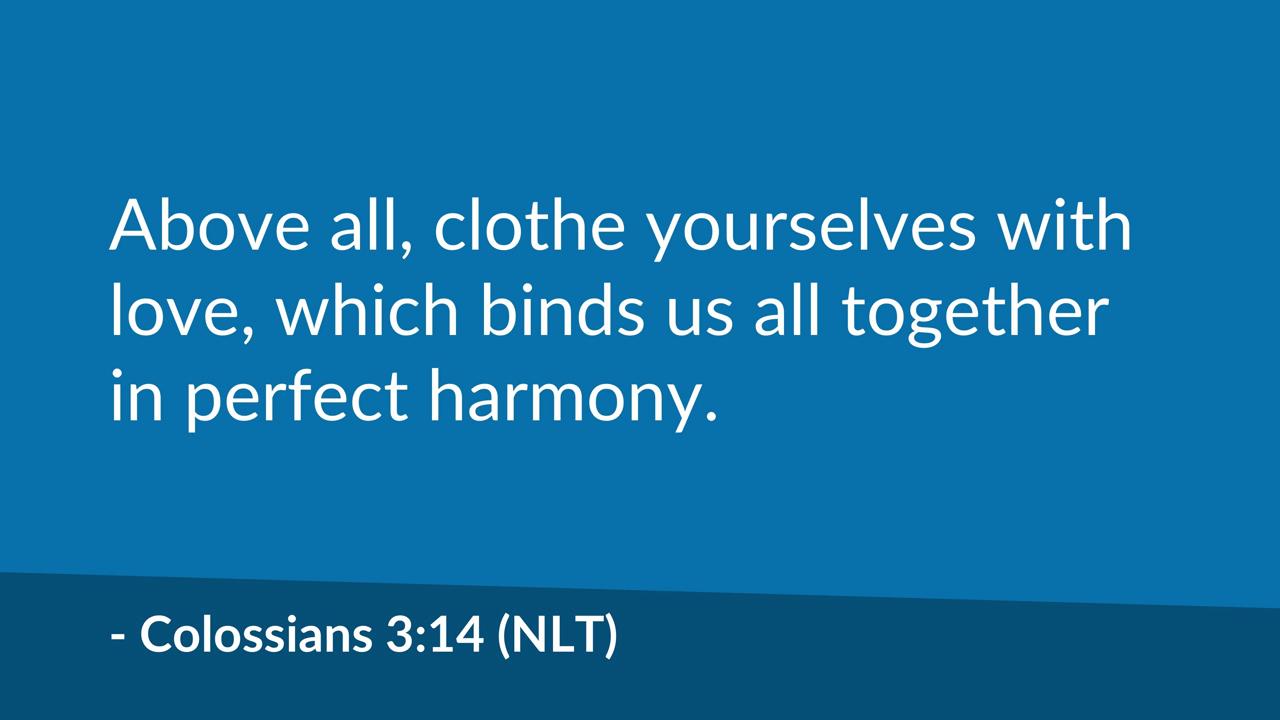 Above all, clothe yourselves with
love, which binds us all together
in perfect harmony.
- Colossians 3:14 (NLT)